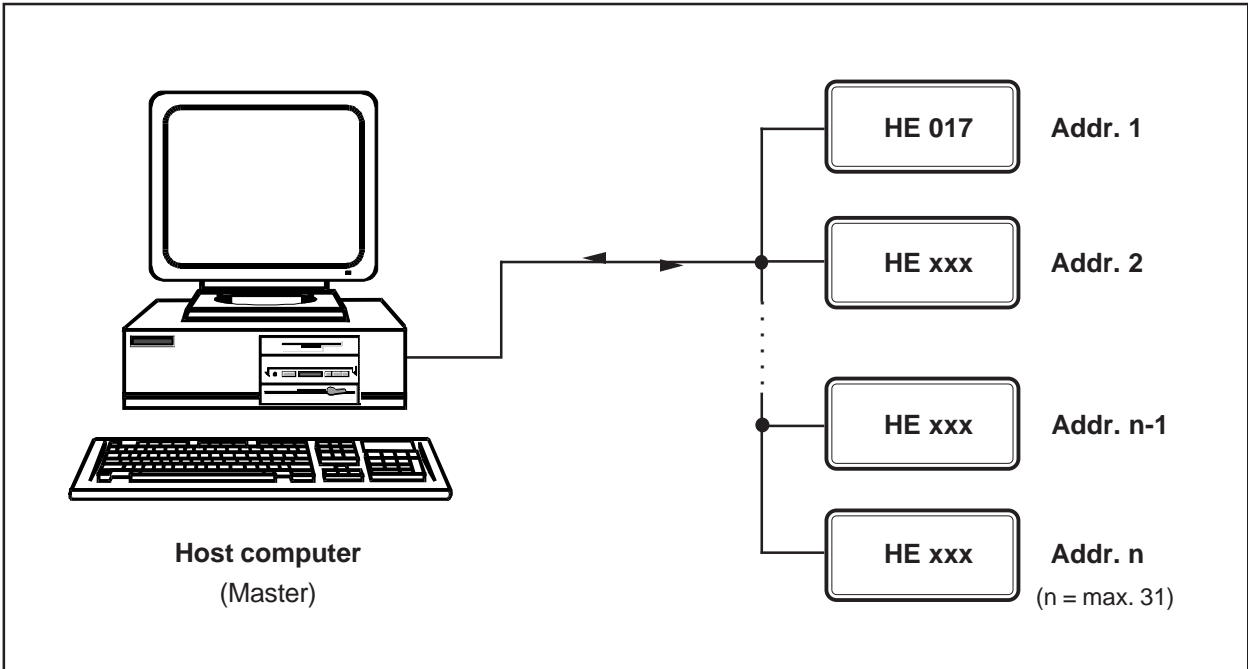 HE 017 Addr. 1
HE xxx Addr. 2
HE xxx Addr. n-1
HE xxx Addr. n
(n = max. 31)
Host computer
(Master)